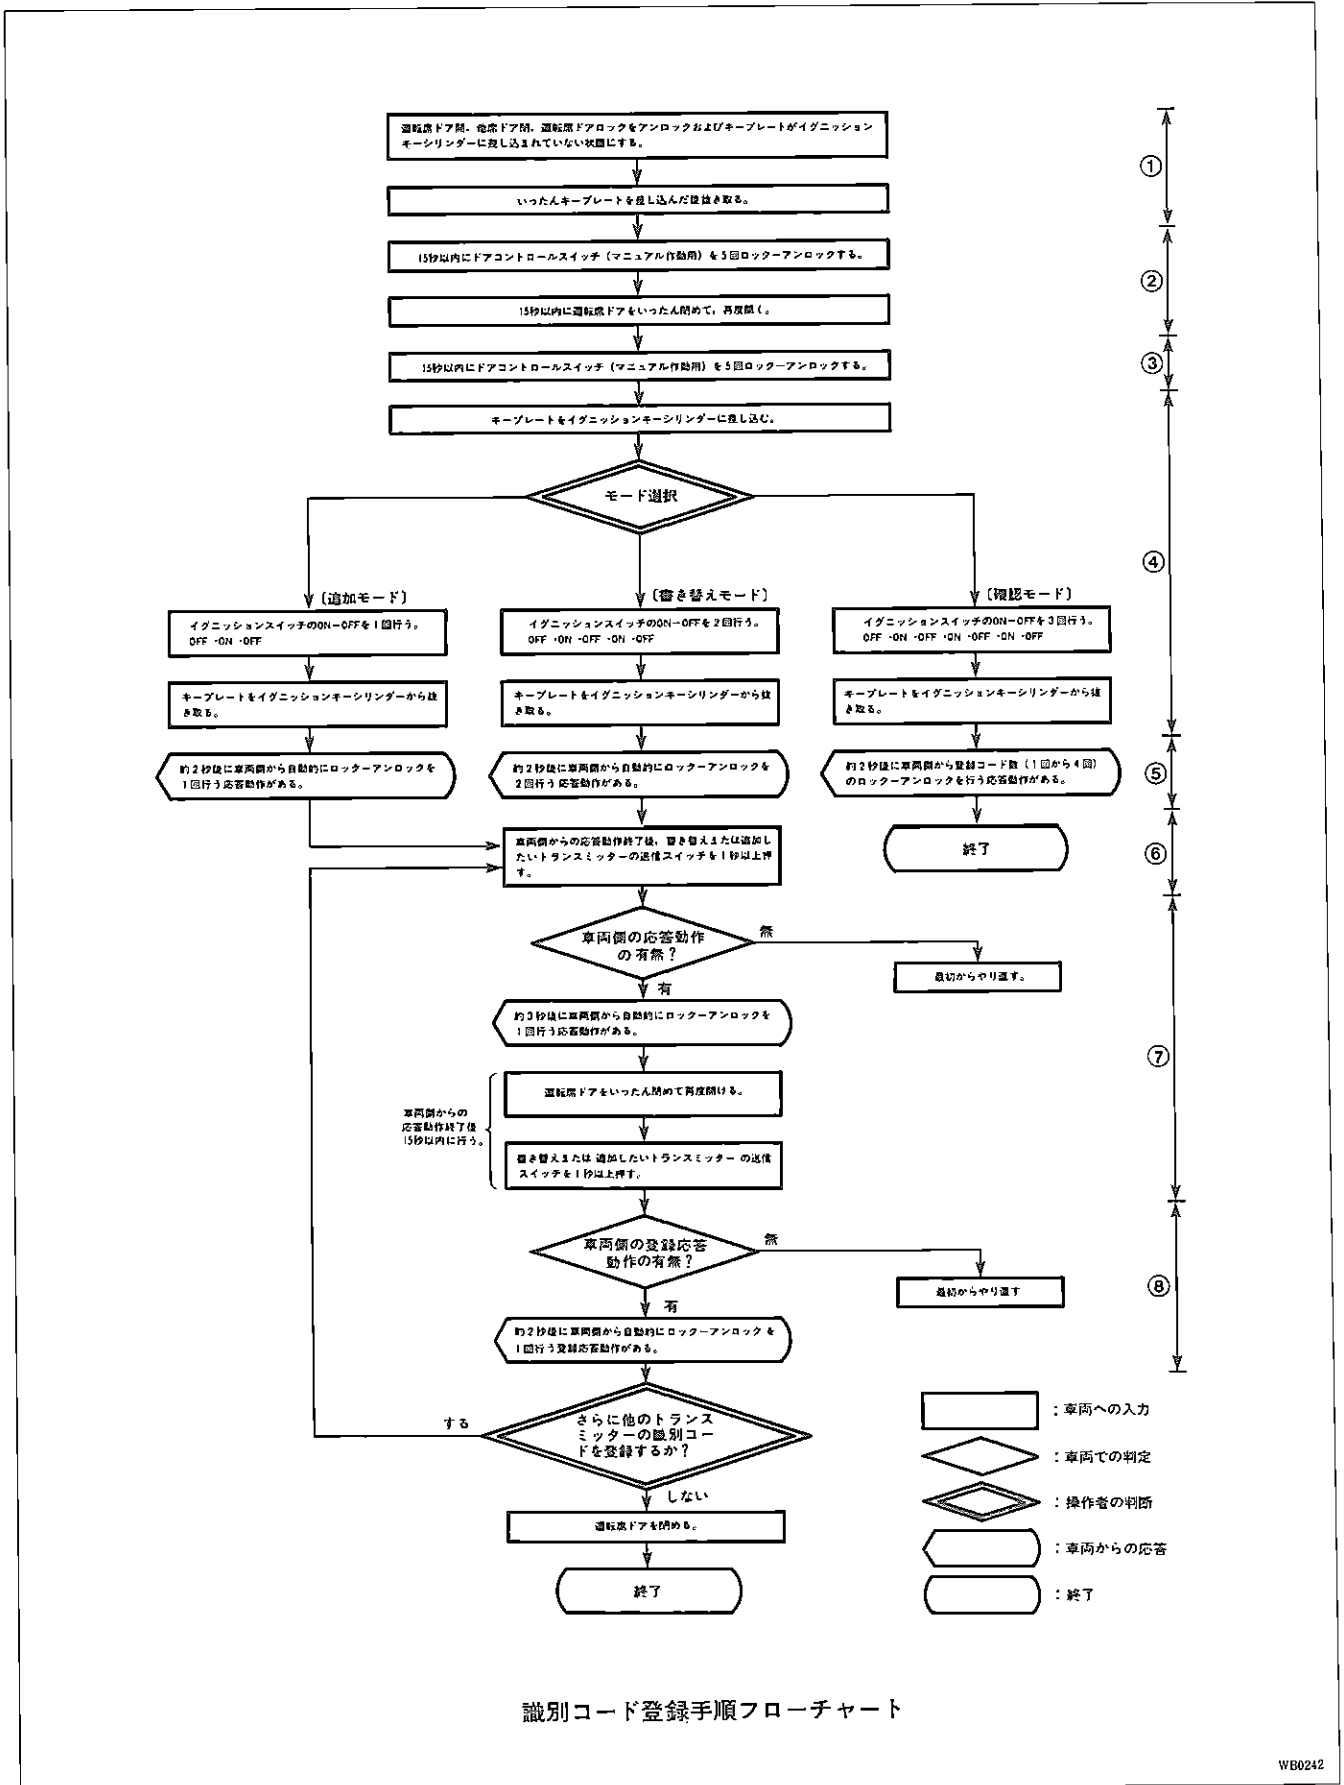 運転席ドア開、他席ドア閉、運転席ドアロックをアンロックおよびキープレートがイグニッション
キーシリンダーに差し込まれていない状態にする。
①
いったんキープレートを差し込んだ後抜き取る。
15秒以内にドアコントロールスイッチ（マニュアル作動用）を5回ロックーアンロックする。
②
15秒以内に運転席ドアをいったん閉めて、再度開く。
15秒以内にドアコントロールスイッチ（マニュアル作動用）を5回ロックーアンロックする。
③
キープレートをイグニッションキーシリンダーに差し込む。
モード選択
④
〔追加モード〕
イグニッションスイッチのONーOFFを1回行う。
OFF -ON -OFF
キープレートをイグニッションキーシリンダーから抜
き取る。
約2秒後に車両側から自動的にロックーアンロックを
1回行う応答動作がある。
〔書き替えモード〕
イグニッションスイッチのONーOFFを2回行う。
OFF -ON -OFF -ON -OFF
キープレートをイグニッションキーシリンダーから抜
き取る。
約2秒後に車両側から自動的にロックーアンロックを
2回行う応答動作がある。
〔確認モード〕
イグニッションスイッチのONーOFFを3回行う。
OFF -ON -OFF -ON -OFF -ON -OFF
キープレートをイグニッションキーシリンダーから抜
き取る。
約2秒後に車両側から登録コード数（1回から4回）
のロックーアンロックを行う応答動作がある。
⑤
終了
⑥
車両側からの応答動作終了後、書き替えまたは追加し
たいトランスミッターの送信スイッチを1秒以上押
す。
車両側の応答動作
の有無？
無
最初からやり直す。
有
約3秒後に車両側から自動的にロックーアンロックを
1回行う応答動作がある。
⑦
運転席ドアをいったん閉めて再度開ける。
車両側からの
応答動作終了後
15秒以内に行う。
書き替えまたは追加したいトランスミッターの送信
スイッチを1秒以上押す。
車両側の登録応答
動作の有無？
無
最初からやり直す
⑧
有
約2秒後に車両側から自動的にロックーアンロックを
1回行う登録応答動作がある。
さらに他のトランス
ミッターの識別コー
ドを登録するか？
する
しない
運転席ドアを閉める。
終了
：車両への入力
：車両での判定
：操作者の判断
：車両からの応答
：終了
識別コード登録手順フローチャート
WB0242